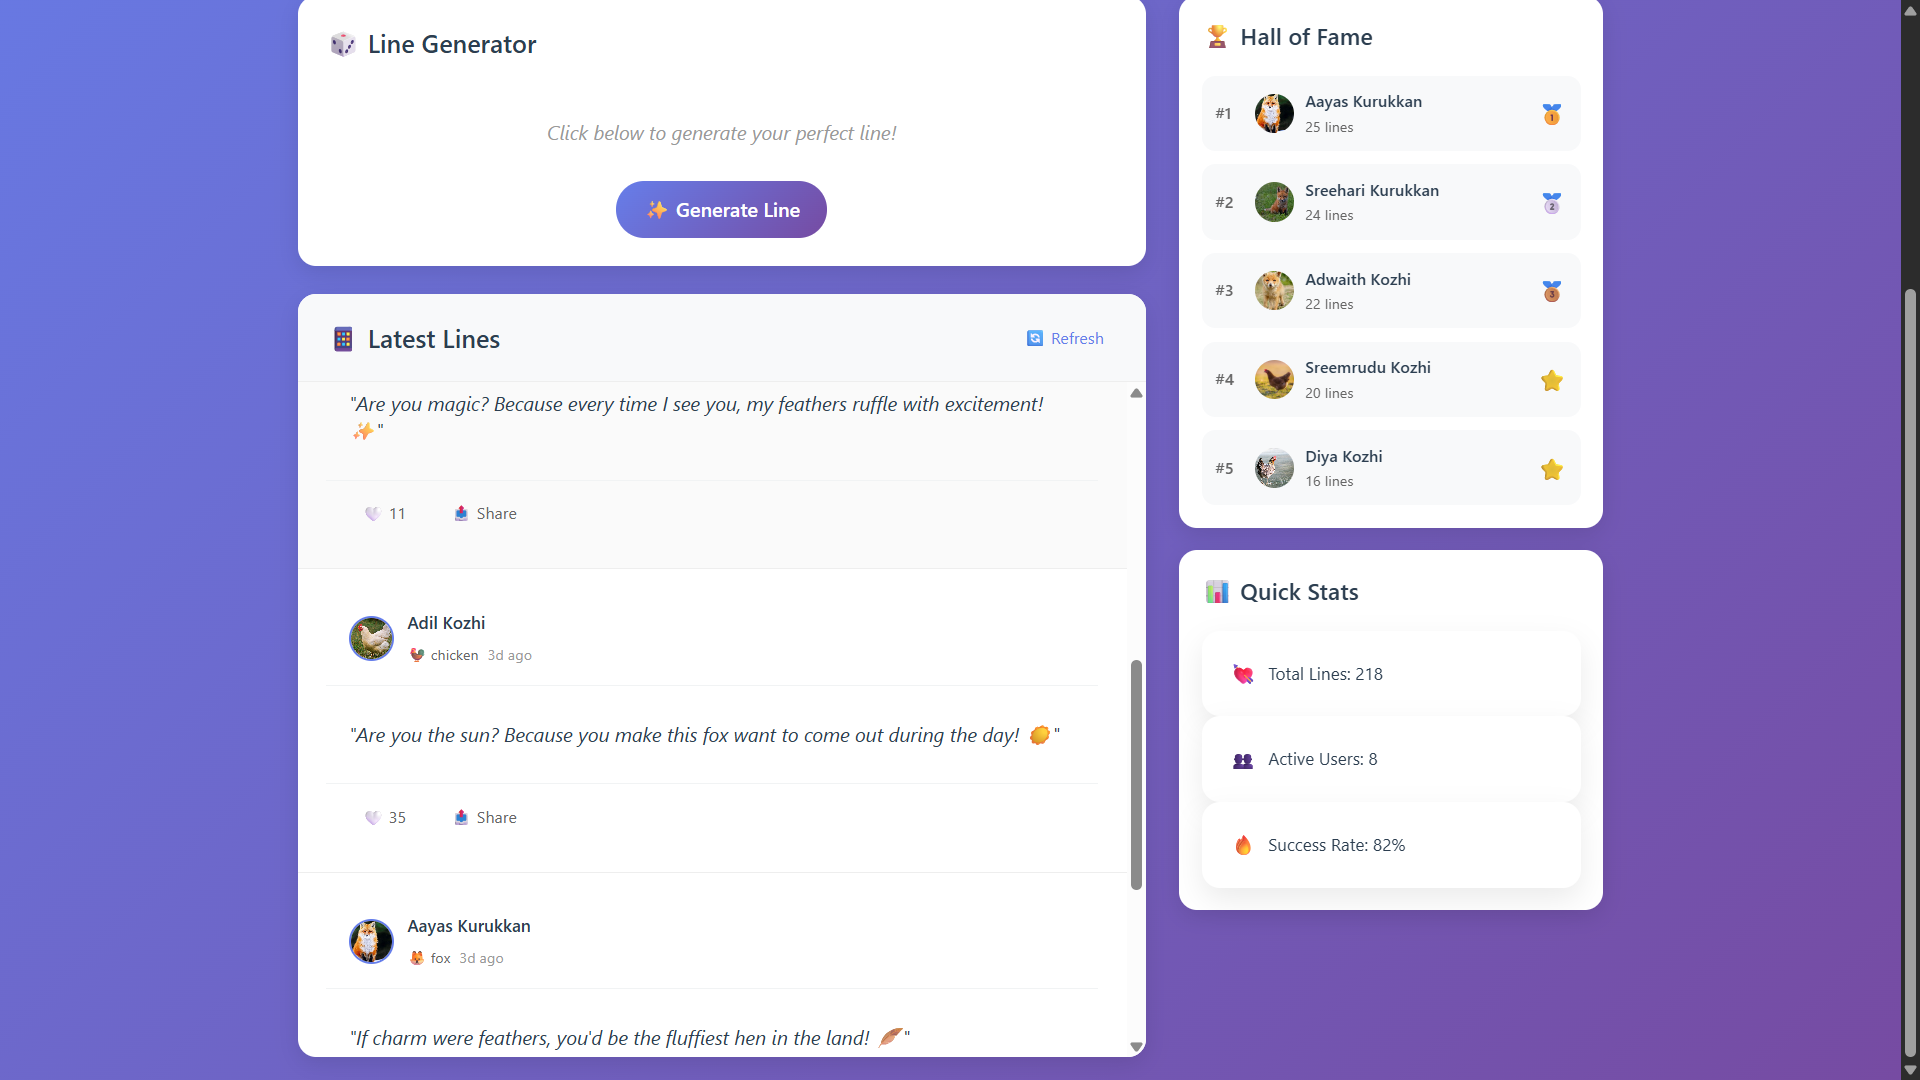 Line Generator
Click below to generate your perfect line!
✨ Generate Line
Latest Lines
Refresh
"Are you magic? Because every time I see you, my feathers ruffle with excitement!
✨"
11
Share
Adil Kozhi
chicken 3d ago
"Are you the sun? Because you make this fox want to come out during the day! "
35
Share
Aayas Kurukkan
fox 3d ago
"If charm were feathers, you'd be the fluffiest hen in the land! "
Hall of Fame
#1
Aayas Kurukkan
25 lines
1
#2
Sreehari Kurukkan
24 lines
2
#3
Adwaith Kozhi
22 lines
3
#4
Sreemrudu Kozhi
20 lines
#5
Diya Kozhi
16 lines
Quick Stats
Total Lines: 218
Active Users: 8
Success Rate: 82%